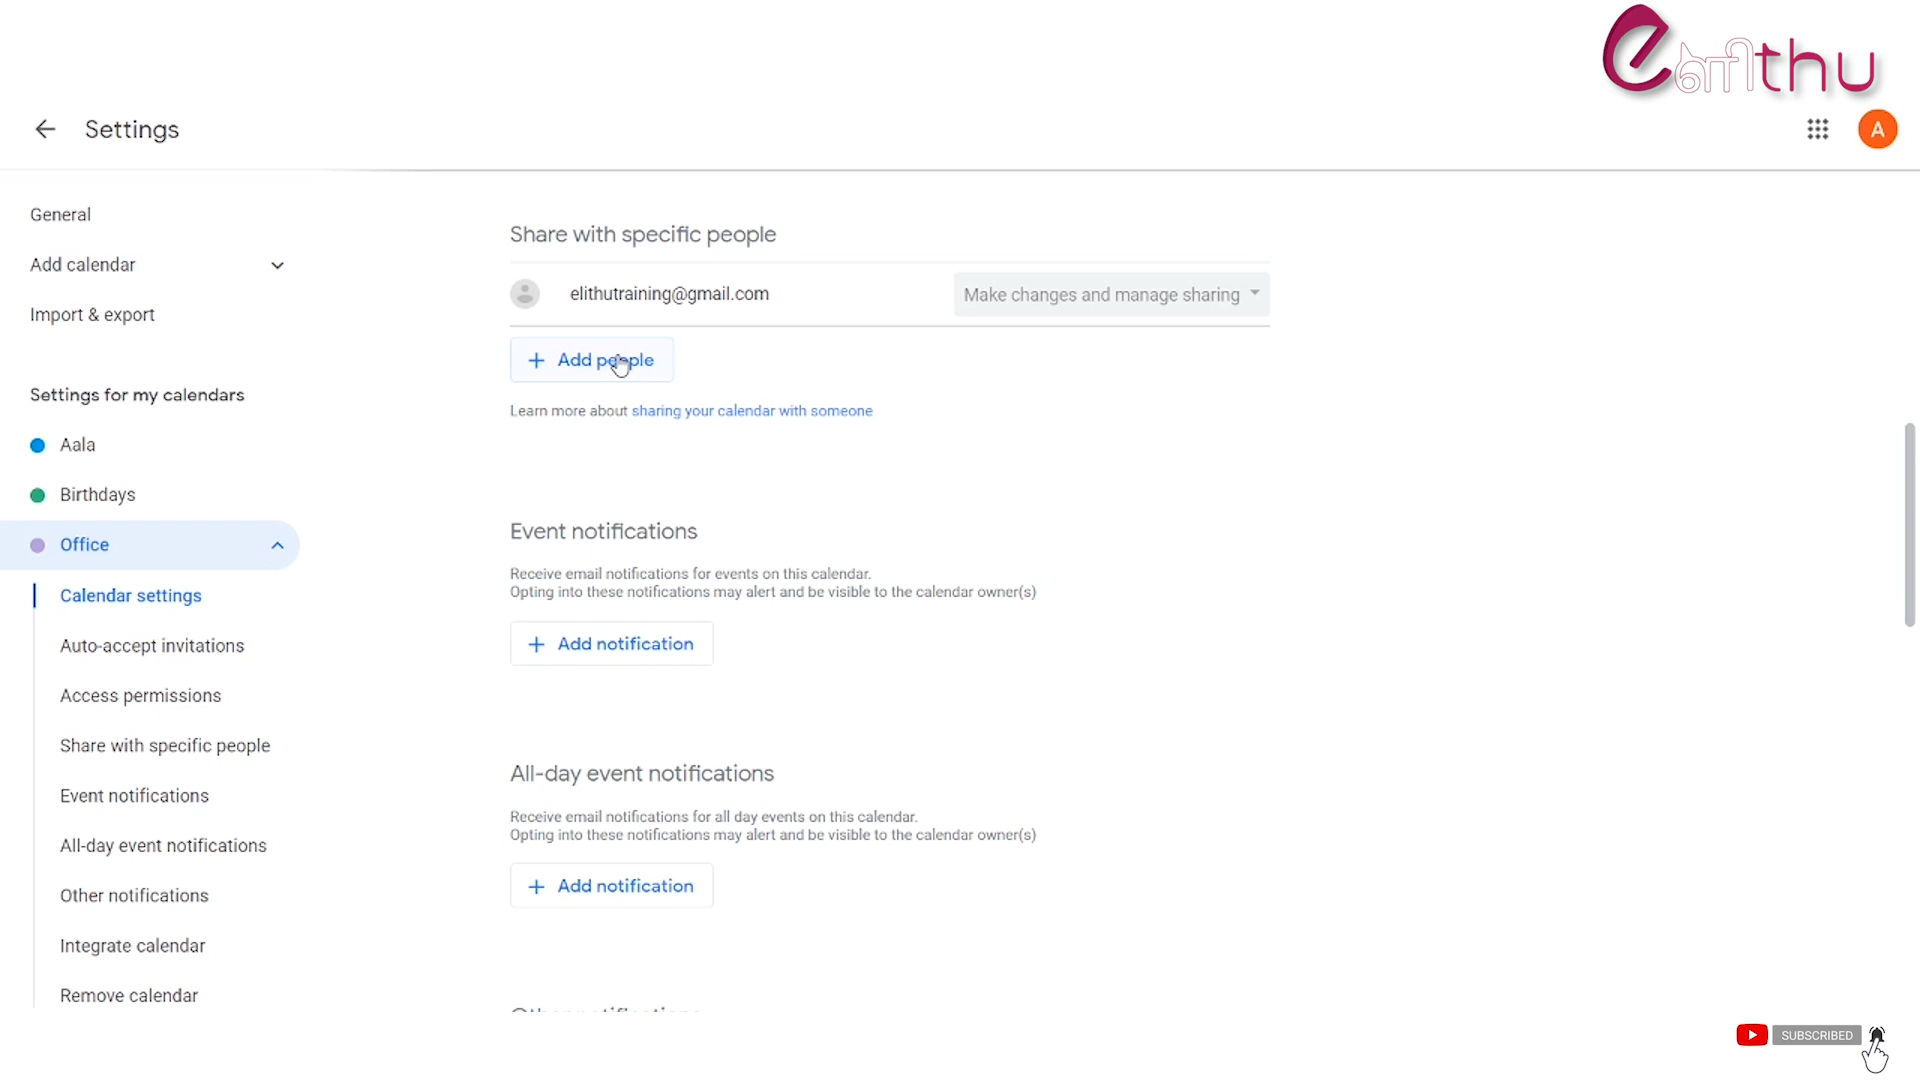 eளிthu
Settings
A
General
Add calendar
Import & export
Settings for my calendars
Aala
Birthdays
Office
Calendar settings
Auto-accept invitations
Access permissions
Share with specific people
Event notifications
All-day event notifications
Other notifications
Integrate calendar
Remove calendar
Share with specific people
elithutraining@gmail.com
Make changes and manage sharing
Add people
Learn more about sharing your calendar with someone
Event notifications
Receive email notifications for events on this calendar.
Opting into these notifications may alert and be visible to the calendar owner(s)
Add notification
All-day event notifications
Receive email notifications for all day events on this calendar.
Opting into these notifications may alert and be visible to the calendar owner(s)
Add notification
Other notifications
SUBSCRIBED